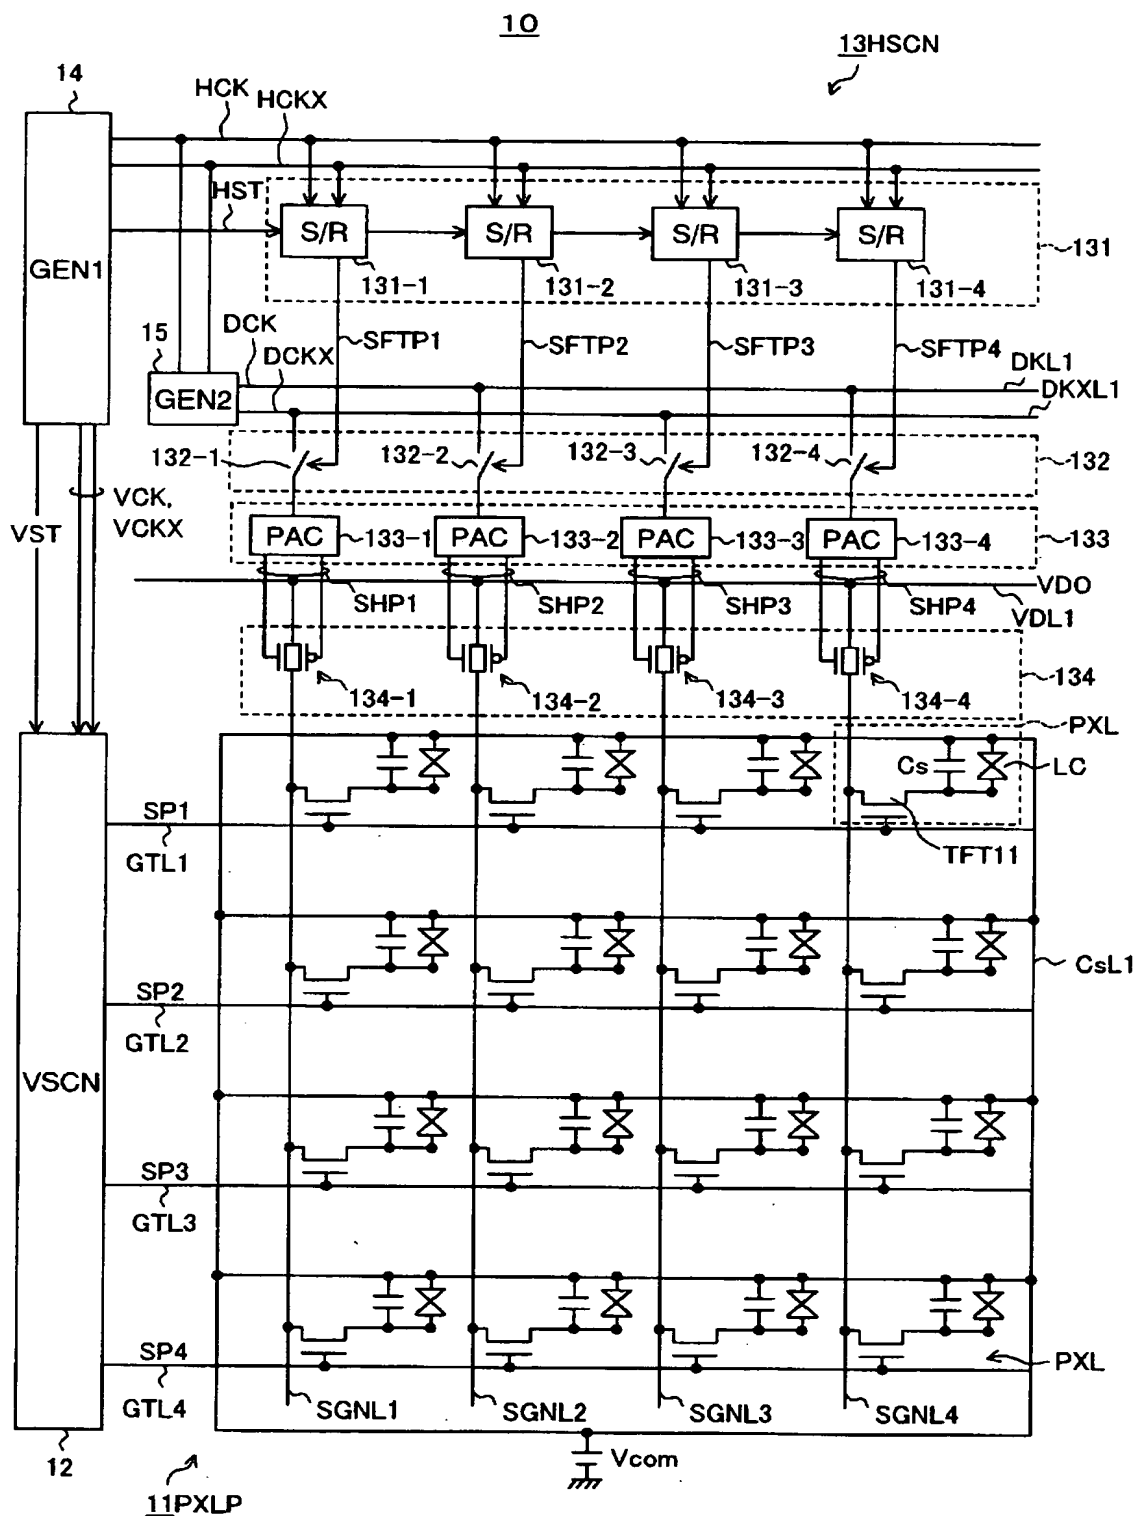 10
13HSCN
14
HCK
HCKX
HST
GEN1
S/R
S/R
S/R
S/R
131
131-1
131-2
131-3
131-4
15
DCK
DCKX
SFTP1
SFTP2
SFTP3
SFTP4
DKL1
DKXL1
GEN2
132-1
132-2
132-3
132-4
132
VST
VCK,
VCKX
PAC
133-1
PAC
133-2
PAC
133-3
PAC
133-4
133
SHP1
SHP2
SHP3
SHP4
VDO
VDL1
134-1
134-2
134-3
134-4
134
PXL
Cs
LC
SP1
GTL1
TFT11
SP2
GTL2
CsL1
VSCN
SP3
GTL3
SP4
GTL4
PXL
SGNL1
SGNL2
SGNL3
SGNL4
12
Vcom
11PXLP